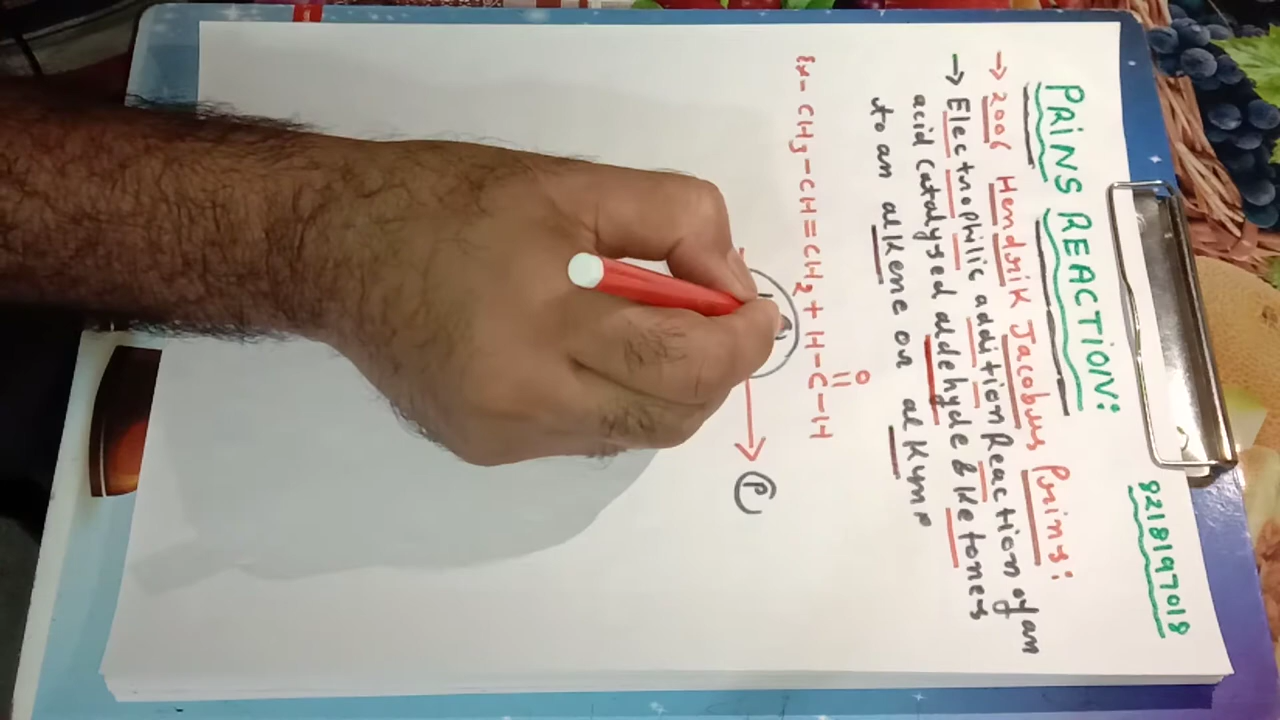 9218197018
PRINS REACTION:
→ 2006 Hendrik Jacobus Prins:
→ Electrophilic addition Reaction of an
acid catalysed aldehyde & Ketones
to an alkene or alkyne
Ex- CH3-CH=CH2 + H-C-H
O
P